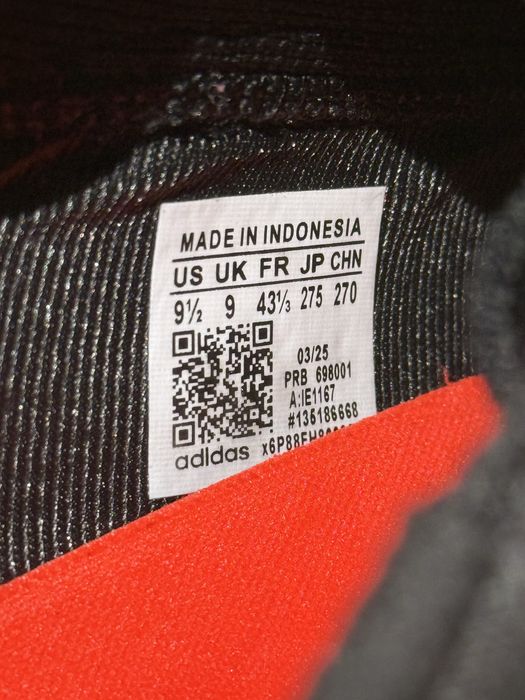 MADE IN INDONESIA
US UK FR JP CHN
9½ 9 43⅓ 275 270
03/25
PRB 698001
A:IE1167
#135186668
adidas